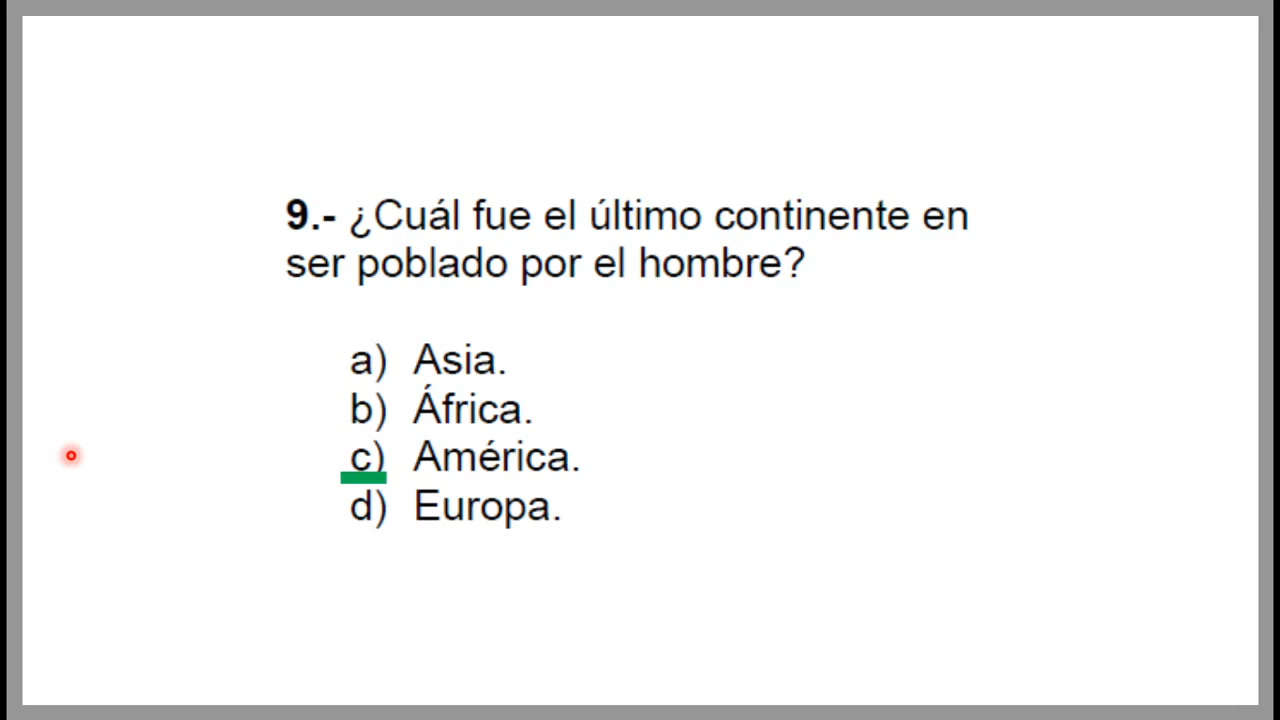 9.- ¿Cuál fue el último continente en
ser poblado por el hombre?
a) Asia.
b) África.
c) América.
d) Europa.